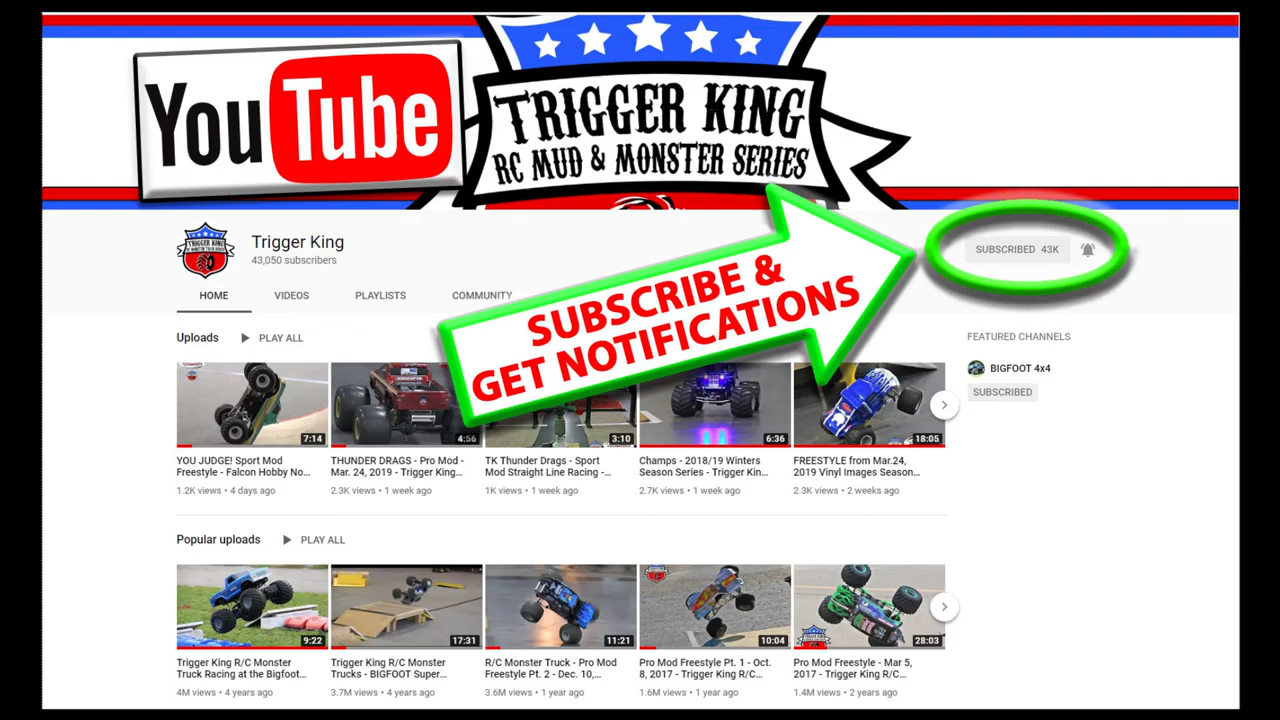 YouTube
TRIGGER KING
RC MUD & MONSTER SERIES
Trigger King
43,050 subscribers
SUBSCRIBED 43K
HOME VIDEOS PLAYLISTS COMMUNITY
SUBSCRIBE &
GET NOTIFICATIONS
Uploads PLAY ALL
FEATURED CHANNELS
BIGFOOT 4x4
SUBSCRIBED
7:14
4:56
3:10
6:36
18:05
YOU JUDGE! Sport Mod
Freestyle - Falcon Hobby No...
1.2K views • 4 days ago
THUNDER DRAGS - Pro Mod -
Mar. 24, 2019 - Trigger King...
2.3K views • 1 week ago
TK Thunder Drags - Sport
Mod Straight Line Racing -...
1K views • 1 week ago
Champs - 2018/19 Winters
Season Series - Trigger Kin...
2.7K views • 1 week ago
FREESTYLE from Mar.24,
2019 Vinyl Images Season...
2.3K views • 2 weeks ago
Popular uploads PLAY ALL
9:22
17:31
11:21
10:04
28:03
Trigger King R/C Monster
Truck Racing at the Bigfoot...
4M views • 4 years ago
Trigger King R/C Monster
Trucks - BIGFOOT Super...
3.7M views • 4 years ago
R/C Monster Truck - Pro Mod
Freestyle Pt. 2 - Dec. 10,...
3.6M views • 1 year ago
Pro Mod Freestyle Pt. 1 - Oct.
8, 2017 - Trigger King R/C...
1.6M views • 1 year ago
Pro Mod Freestyle - Mar 5,
2017 - Trigger King R/C...
1.4M views • 2 years ago